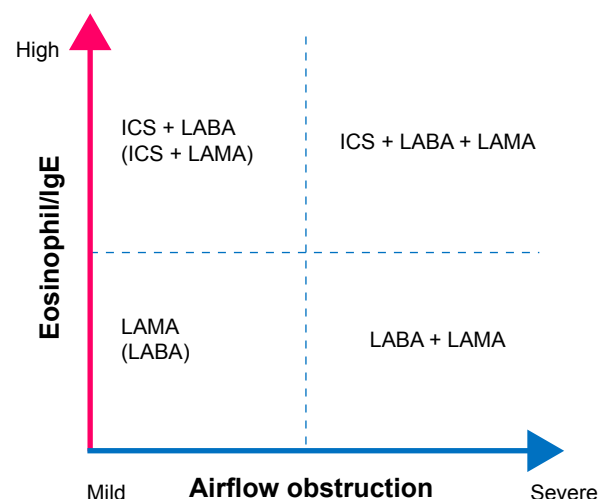 High
ICS + LABA
(ICS + LAMA)
ICS + LABA + LAMA
Eosinophil/IgE
LAMA
(LABA)
LABA + LAMA
Mild
Airflow obstruction
Severe